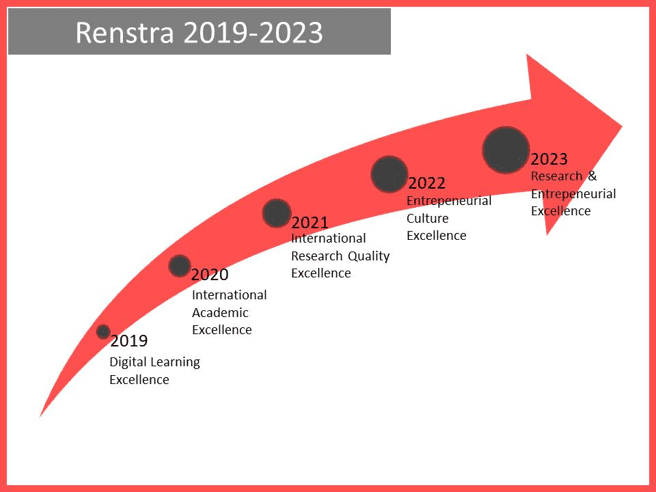 Renstra 2019-2023
2023
Research &
Entrepeneurial
Excellence
2022
Entrepeneurial
Culture
Excellence
2021
International
Research Quality
Excellence
2020
International
Academic
Excellence
2019
Digital Learning
Excellence